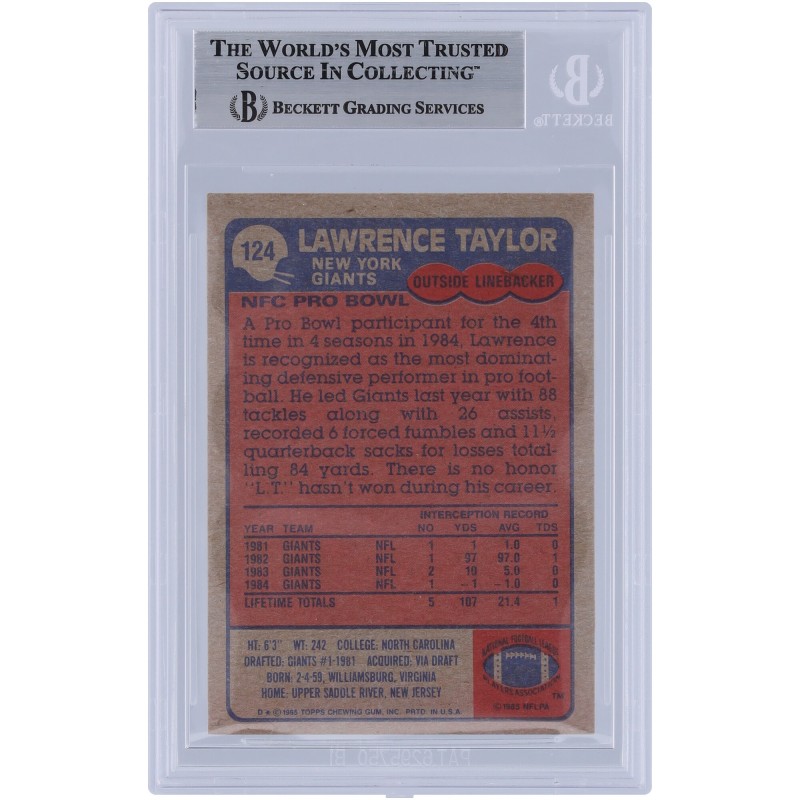 THE WORLD'S MOST TRUSTED
SOURCE IN COLLECTING™
B BECKETT GRADING SERVICES
B
BECKETT®
124
LAWRENCE TAYLOR
NEW YORK
GIANTS
OUTSIDE LINEBACKER
NFC PRO BOWL
A Pro Bowl participant for the 4th
time in 4 seasons in 1984, Lawrence
is recognized as the most dominat-
ing defensive performer in pro foot-
ball. He led Giants last year with 88
tackles along with 26 assists,
recorded 6 forced fumbles and 11½
quarterback sacks for losses total-
ling 84 yards. There is no honor
"L.T." hasn't won during his career.
INTERCEPTION RECORD
YEAR TEAM NO YDS AVG TDS
1981 GIANTS NFL 1 1 1.0 0
1982 GIANTS NFL 1 97 97.0 1
1983 GIANTS NFL 2 10 5.0 0
1984 GIANTS NFL 1 -1 -1.0 0
LIFETIME TOTALS 5 107 21.4 1
HT: 6'3" WT: 242 COLLEGE: NORTH CAROLINA
DRAFTED: GIANTS #1-1981 ACQUIRED: VIA DRAFT
BORN: 2-4-59, WILLIAMSBURG, VIRGINIA
HOME: UPPER SADDLE RIVER, NEW JERSEY
D* ©1985 TOPPS CHEWING GUM, INC. PRTD. IN U.S.A.
NATIONAL FOOTBALL LEAGUE
PLAYERS ASSOCIATION
™
©1985 NFLPA